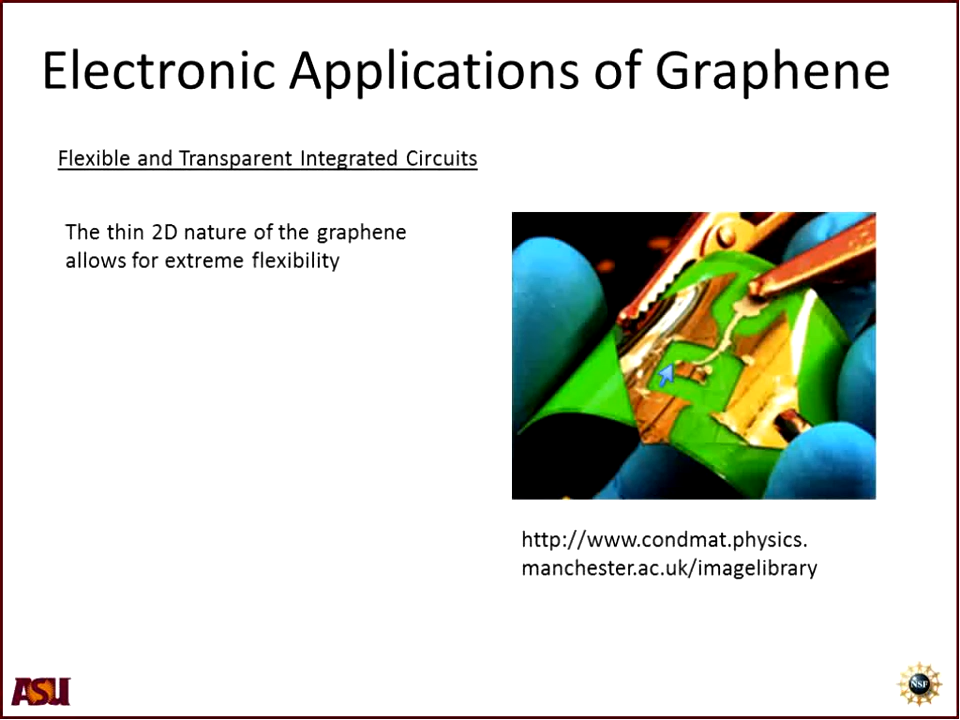 Electronic Applications of Graphene
Flexible and Transparent Integrated Circuits
The thin 2D nature of the graphene
allows for extreme flexibility
http://www.condmat.physics.
manchester.ac.uk/imagelibrary
ASU
NSF